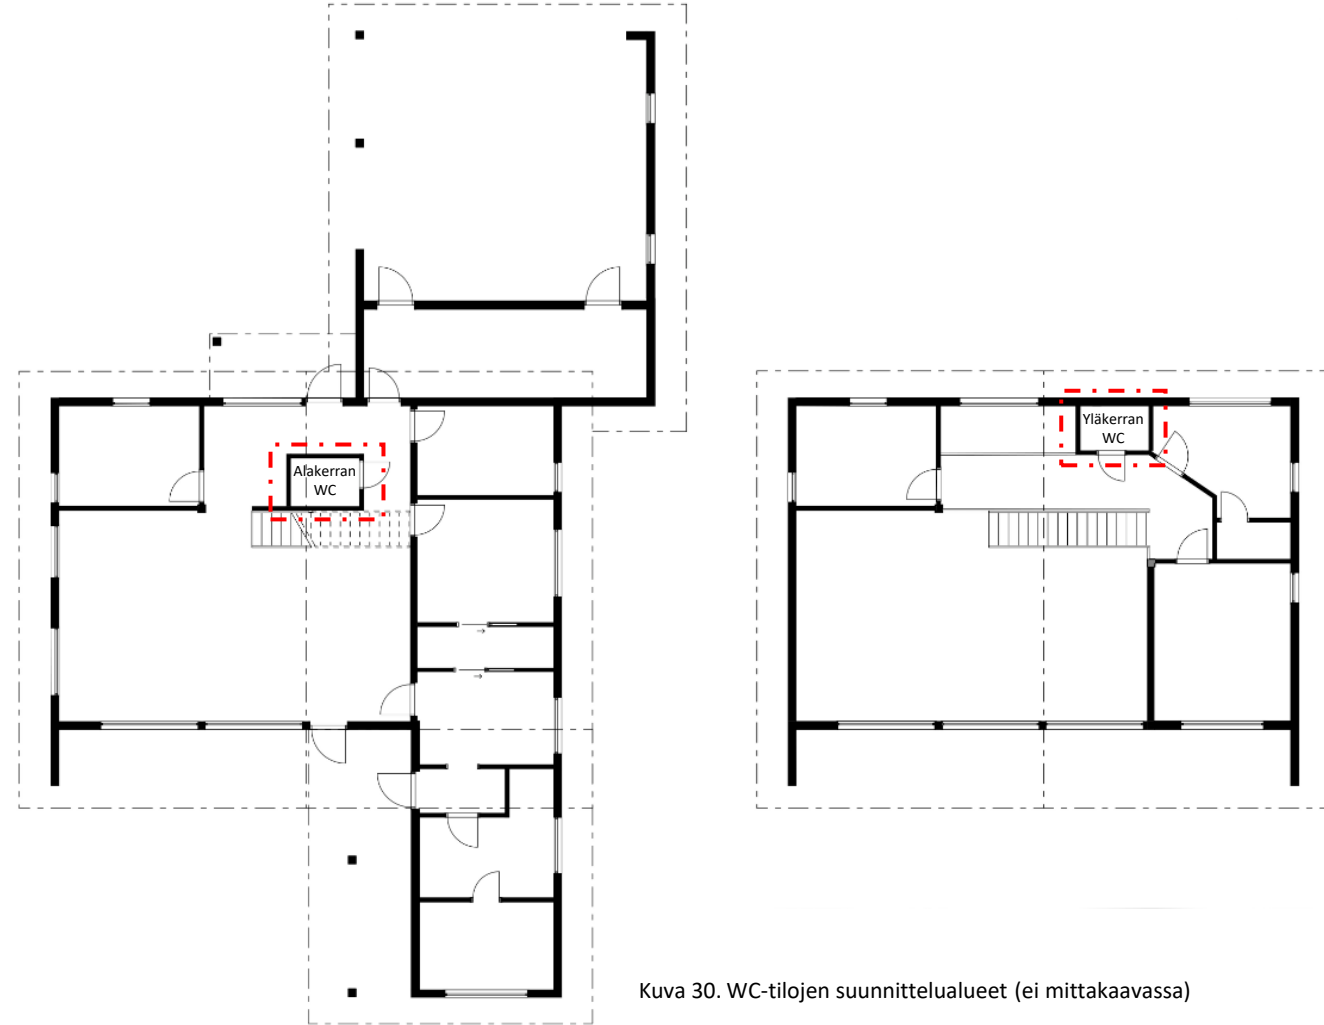 Alakerran
WC
Yläkerran
WC
Kuva 30. WC-tilojen suunnittelualueet (ei mittakaavassa)